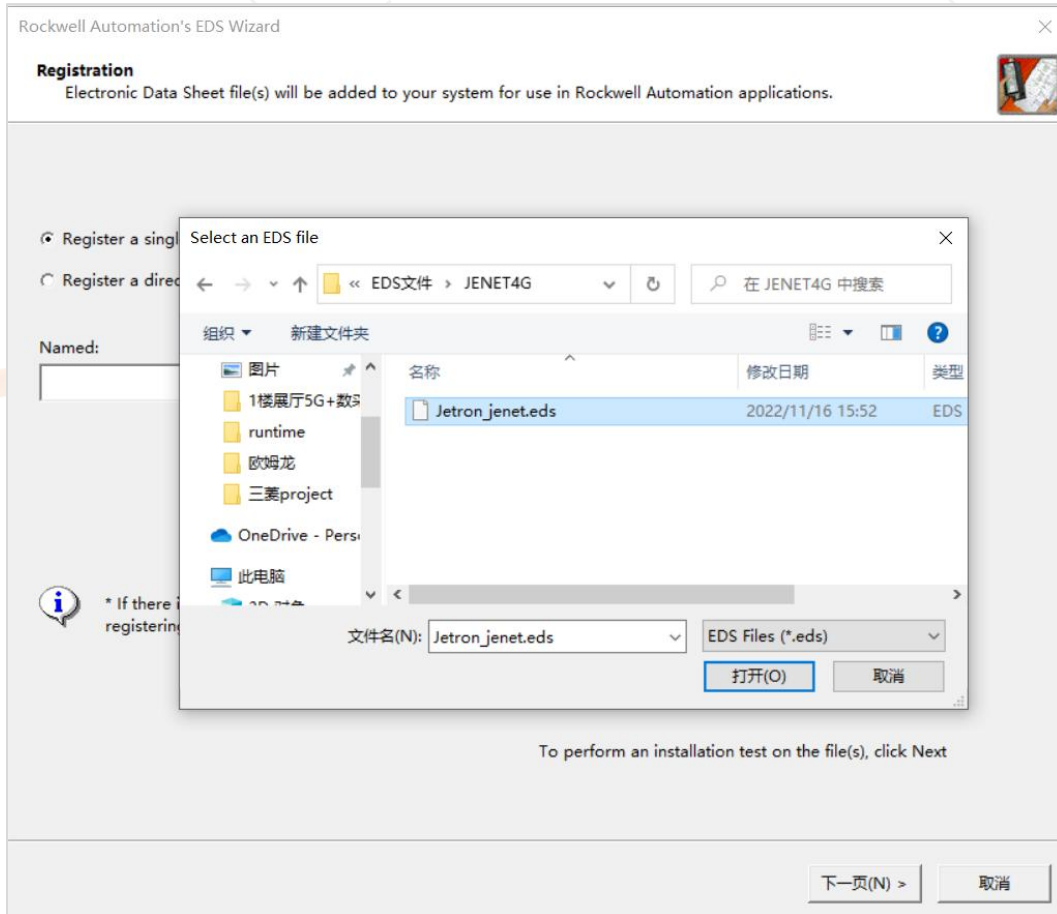 Rockwell Automation's EDS Wizard
Registration
Electronic Data Sheet file(s) will be added to your system for use in Rockwell Automation applications.
Register a singl
Register a direc
Named:
Select an EDS file
« EDS文件 › JENET4G
在 JENET4G 中搜索
组织
新建文件夹
图片
1楼展厅5G+数采
runtime
欧姆龙
三菱project
OneDrive - Pers
此电脑
名称 修改日期 类型
Jetron_jenet.eds 2022/11/16 15:52 EDS
文件名(N): Jetron_jenet.eds
EDS Files (*.eds)
打开(O) 取消
* If there i
registering
To perform an installation test on the file(s), click Next
下一页(N) > 取消